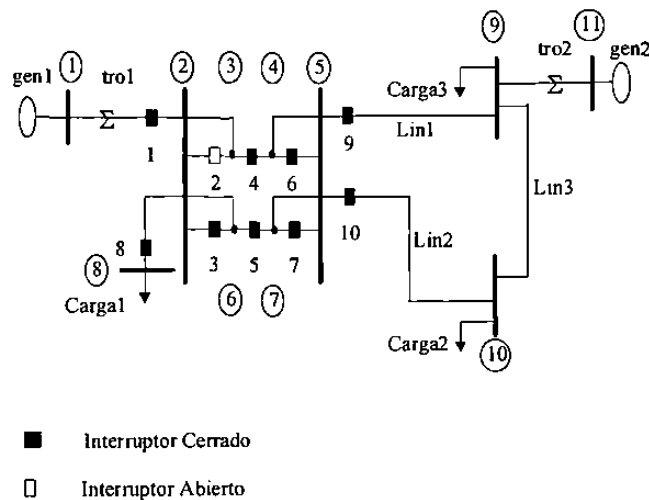 gen1
1
tro1
2
3
4
5
9
tro2
11
gen2
Σ
Σ
Carga3
1
2
4
6
9
Lin1
Lin3
8
3
5
7
10
Lin2
8
Carga1
6
7
Carga2
10
Interruptor Cerrado
Interruptor Abierto